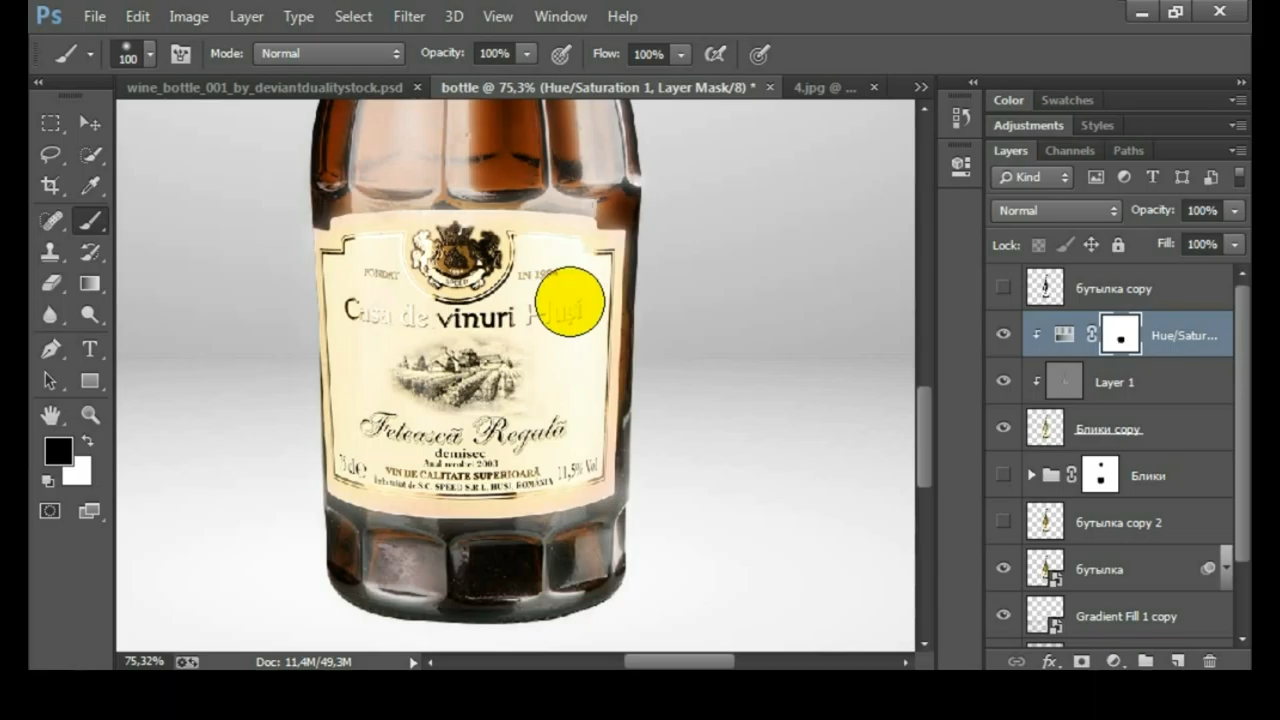 Ps File Edit Image Layer Type Select Filter 3D View Window Help
100 Mode: Normal Opacity: 100% Flow: 100%
wine_bottle_001_by_deviantdualitystock.psd × bottle @ 75,3% (Hue/Saturation 1, Layer Mask/8) * × 4.jpg @ ... ×
Color Swatches
Adjustments Styles
Layers Channels Paths
Kind
Normal Opacity: 100%
Lock: Fill: 100%
бутылка copy
Hue/Satur...
Layer 1
Блики copy
Блики
бутылка copy 2
бутылка
Gradient Fill 1 copy
FONDAT
Casa de vinuri
Fetească Regulă
demisec
VIN DE CALITATE SUPERIOARĂ
11,5% Vol
75,32% Doc: 11,4M/49,3M
fx